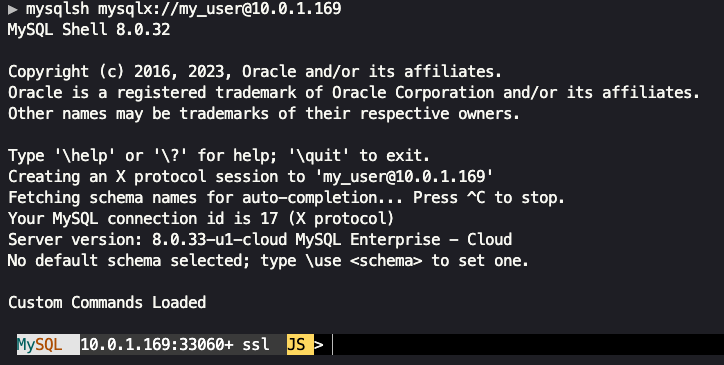 ▶ mysqlsh mysqlx://my_user@10.0.1.169
MySQL Shell 8.0.32
Copyright (c) 2016, 2023, Oracle and/or its affiliates.
Oracle is a registered trademark of Oracle Corporation and/or its affiliates.
Other names may be trademarks of their respective owners.
Type '\help' or '\?' for help; '\quit' to exit.
Creating an X protocol session to 'my_user@10.0.1.169'
Fetching schema names for auto-completion... Press ^C to stop.
Your MySQL connection id is 17 (X protocol)
Server version: 8.0.33-u1-cloud MySQL Enterprise - Cloud
No default schema selected; type \use <schema> to set one.
Custom Commands Loaded
MySQL 10.0.1.169:33060+ ssl JS >